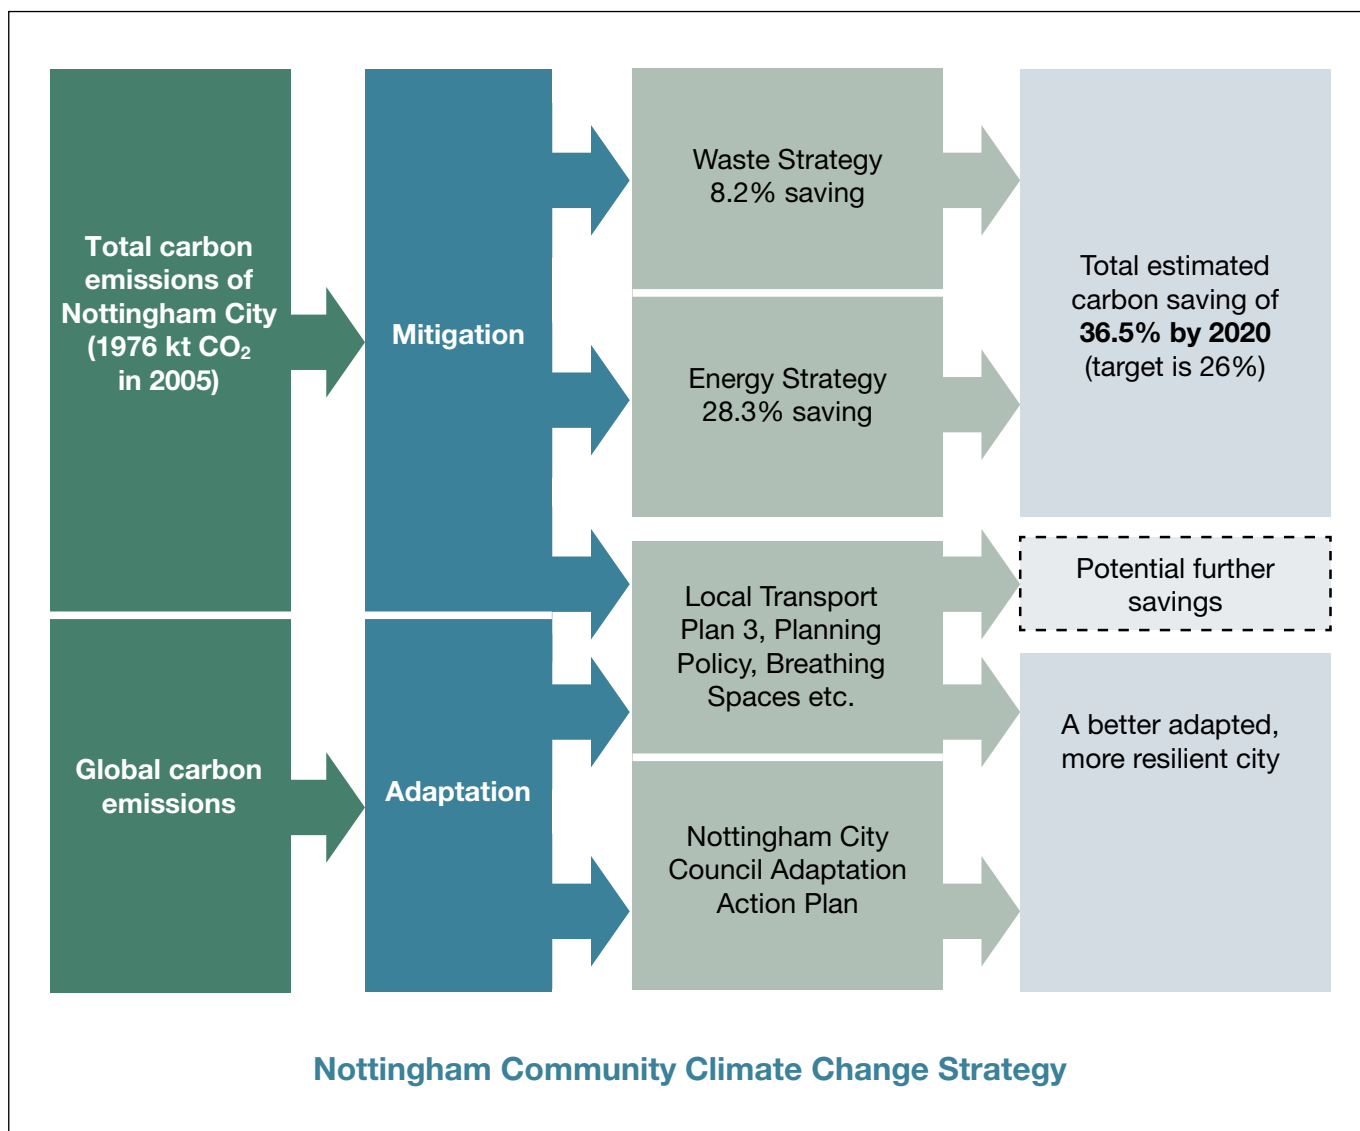 Total carbon
emissions of
Nottingham City
(1976 kt CO₂
in 2005)
Mitigation
Waste Strategy
8.2% saving
Energy Strategy
28.3% saving
Total estimated
carbon saving of
36.5% by 2020
(target is 26%)
Local Transport
Plan 3, Planning
Policy, Breathing
Spaces etc.
Potential further
savings
Global carbon
emissions
Adaptation
Nottingham City
Council Adaptation
Action Plan
A better adapted,
more resilient city
Nottingham Community Climate Change Strategy